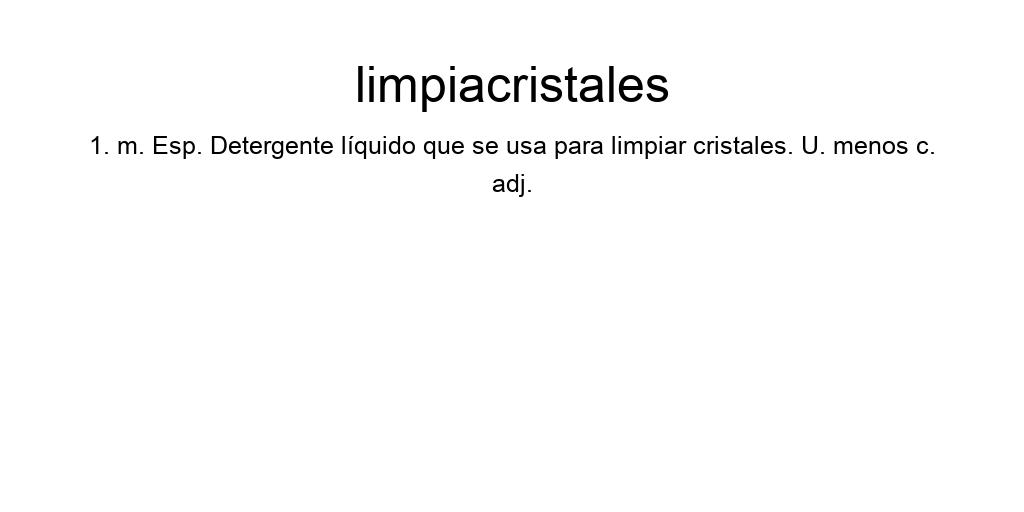 limpiacristales
1. m. Esp. Detergente líquido que se usa para limpiar cristales. U. menos c.
adj.